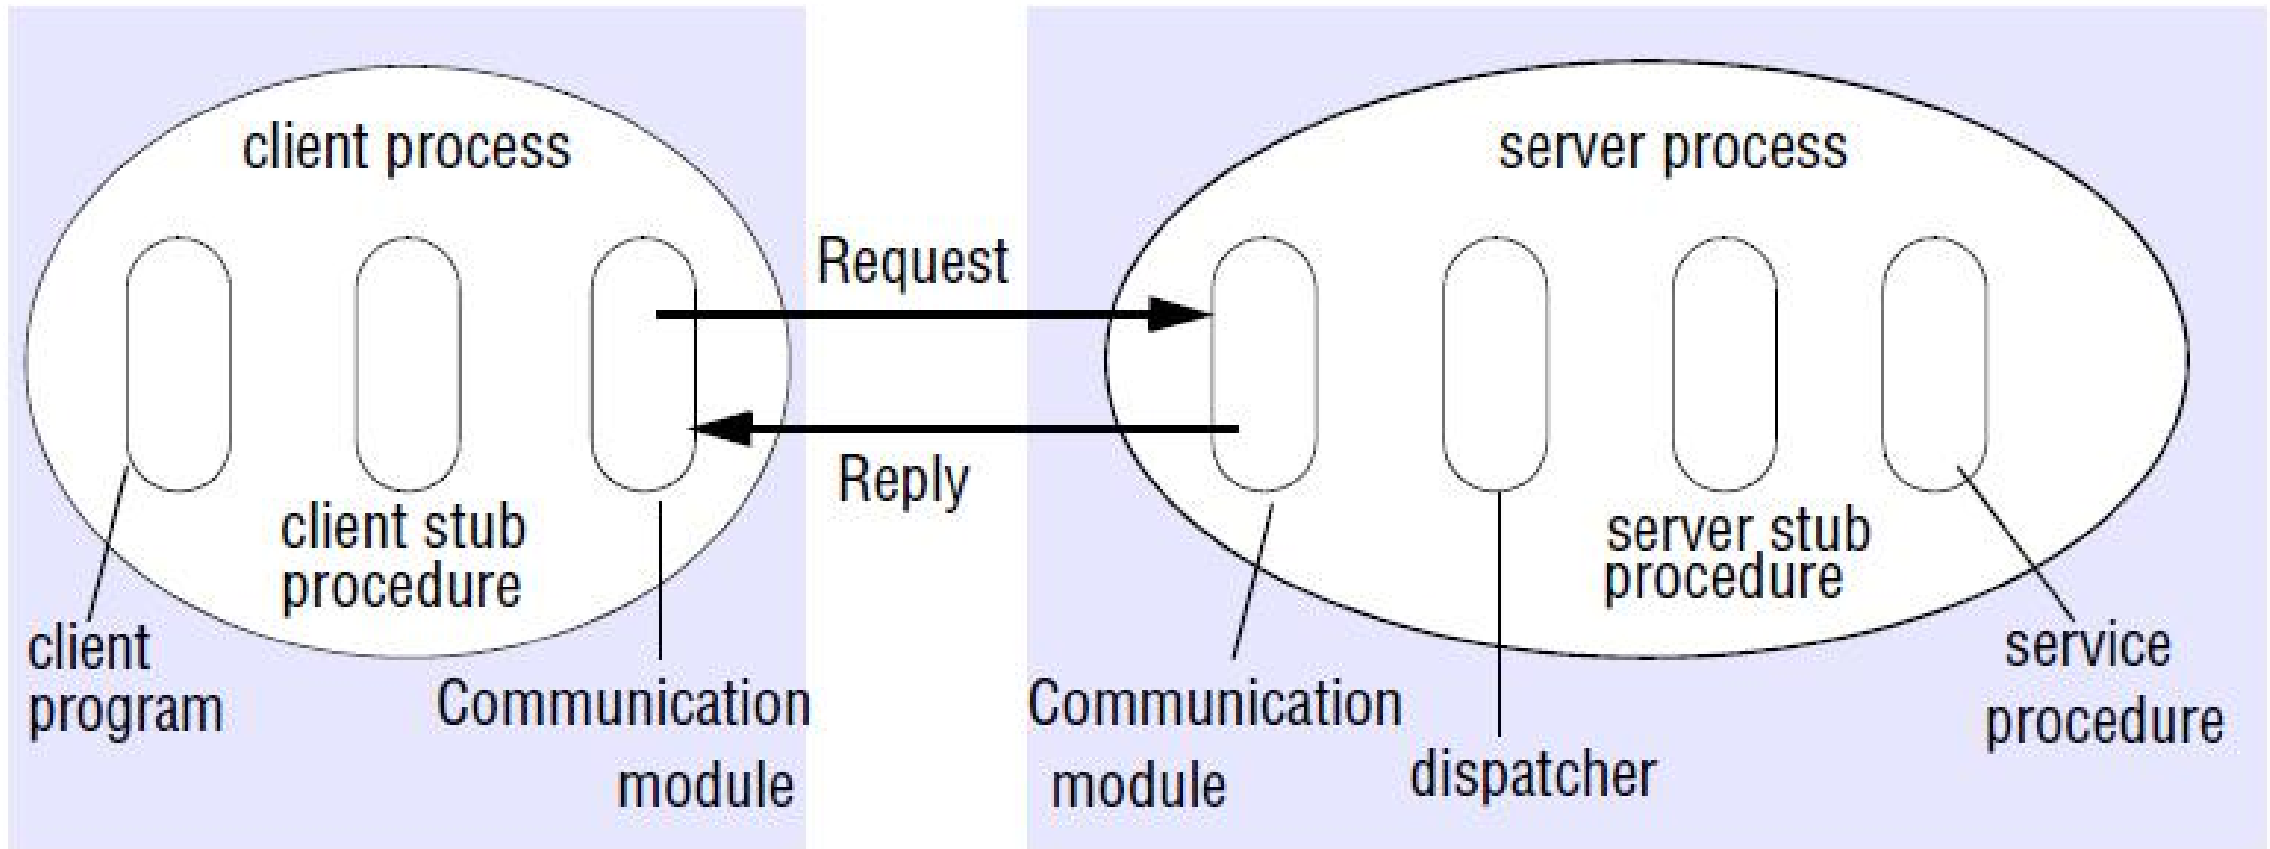 client process
server process
Request
Reply
client stub
procedure
server stub
procedure
client
program
Communication
module
Communication
module
dispatcher
service
procedure